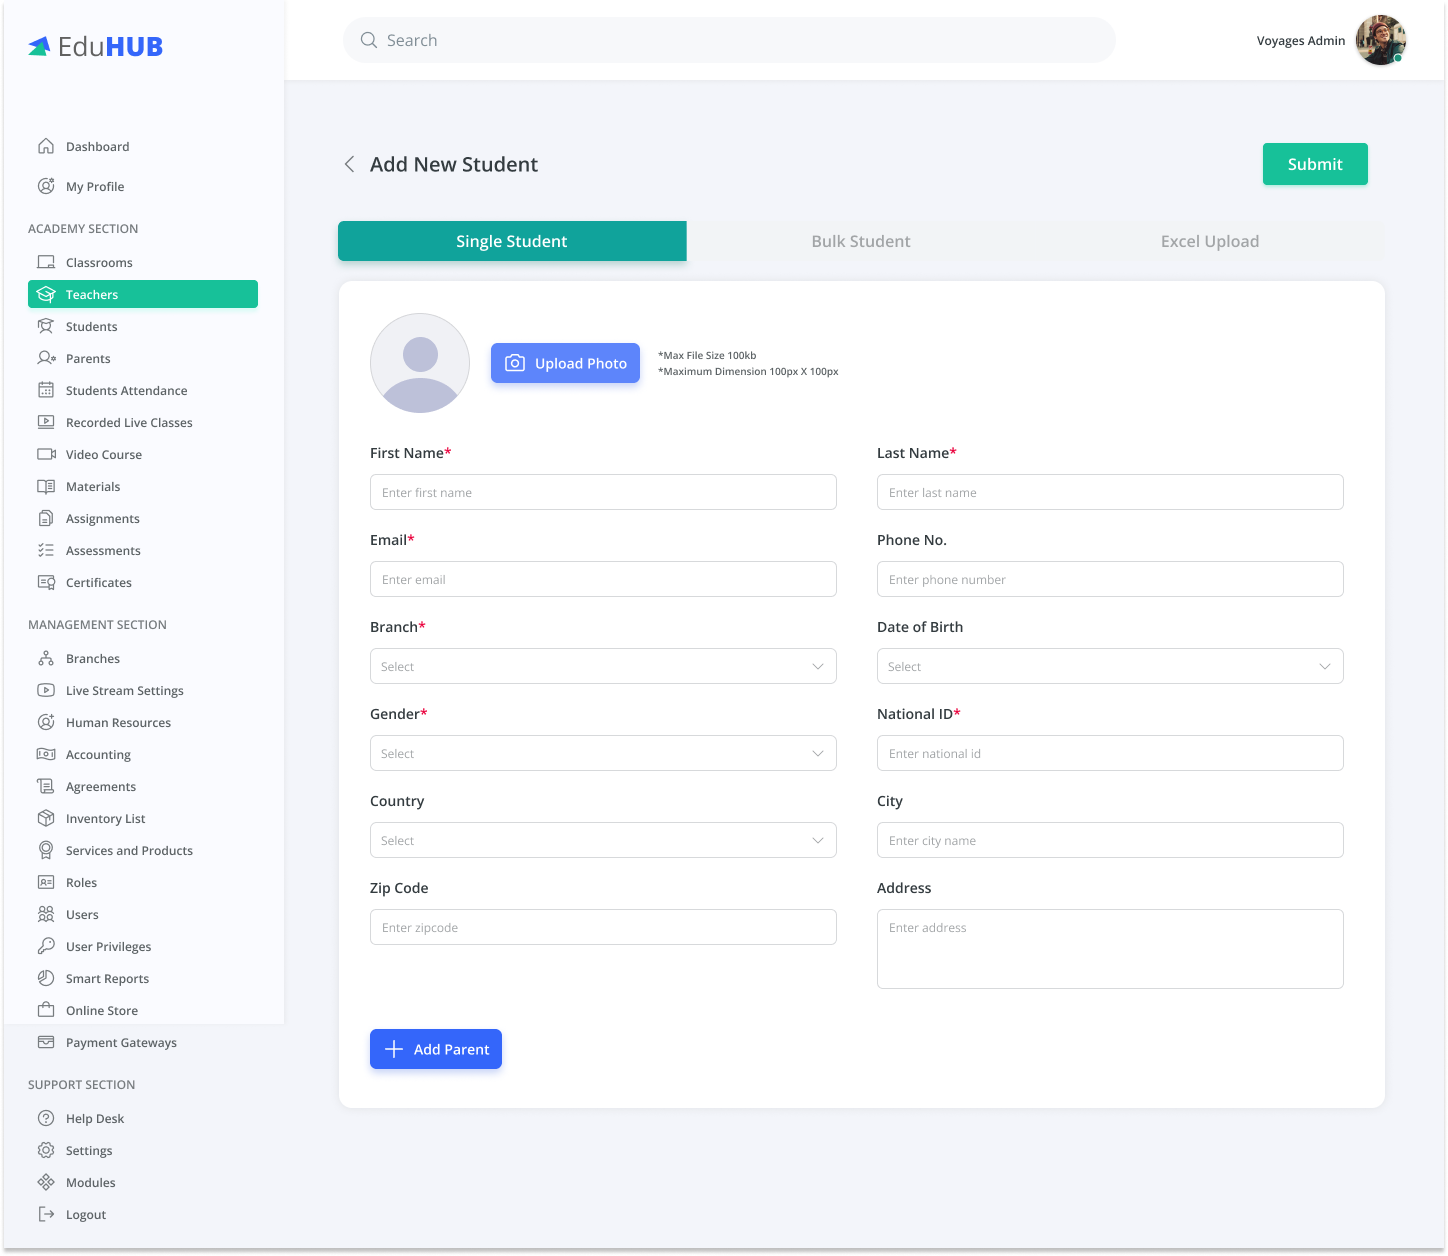 EduHUB
Search
Voyages Admin
Dashboard
My Profile
ACADEMY SECTION
Classrooms
Teachers
Students
Parents
Students Attendance
Recorded Live Classes
Video Course
Materials
Assignments
Assessments
Certificates
MANAGEMENT SECTION
Branches
Live Stream Settings
Human Resources
Accounting
Agreements
Inventory List
Services and Products
Roles
Users
User Privileges
Smart Reports
Online Store
Payment Gateways
SUPPORT SECTION
Help Desk
Settings
Modules
Logout
Add New Student
Submit
Single Student
Bulk Student
Excel Upload
Upload Photo
*Max File Size 100kb
*Maximum Dimension 100px X 100px
First Name*
Enter first name
Last Name*
Enter last name
Email*
Enter email
Phone No.
Enter phone number
Branch*
Select
Date of Birth
Select
Gender*
Select
National ID*
Enter national id
Country
Select
City
Enter city name
Zip Code
Enter zipcode
Address
Enter address
Add Parent